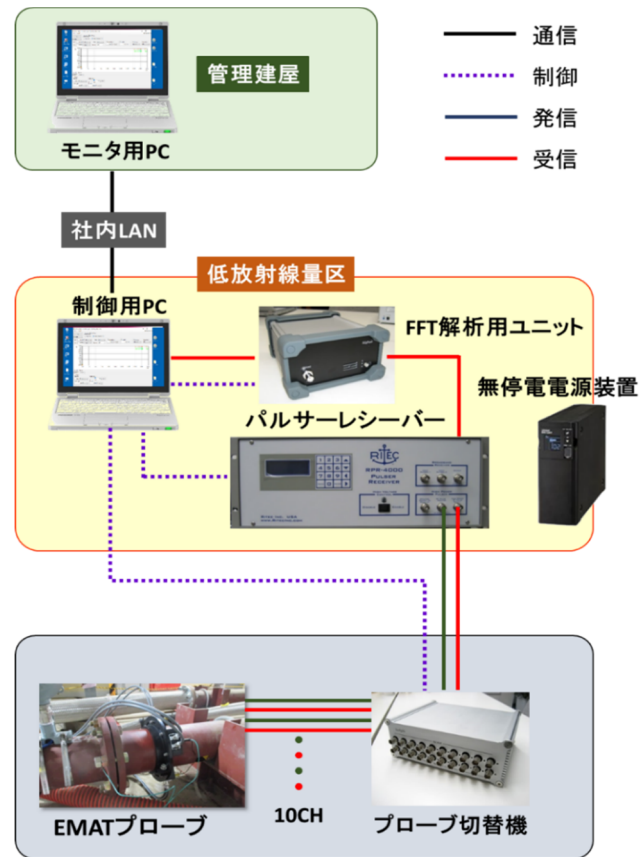 管理建屋
モニタ用PC
通信
制御
発信
受信
社内LAN
低放射線量区
制御用PC
FFT解析用ユニット
無停電電源装置
パルサーレシーバー
RITEC
RPR-4000
PULSER
RECEIVER
EMATプローブ
10CH
プローブ切替機